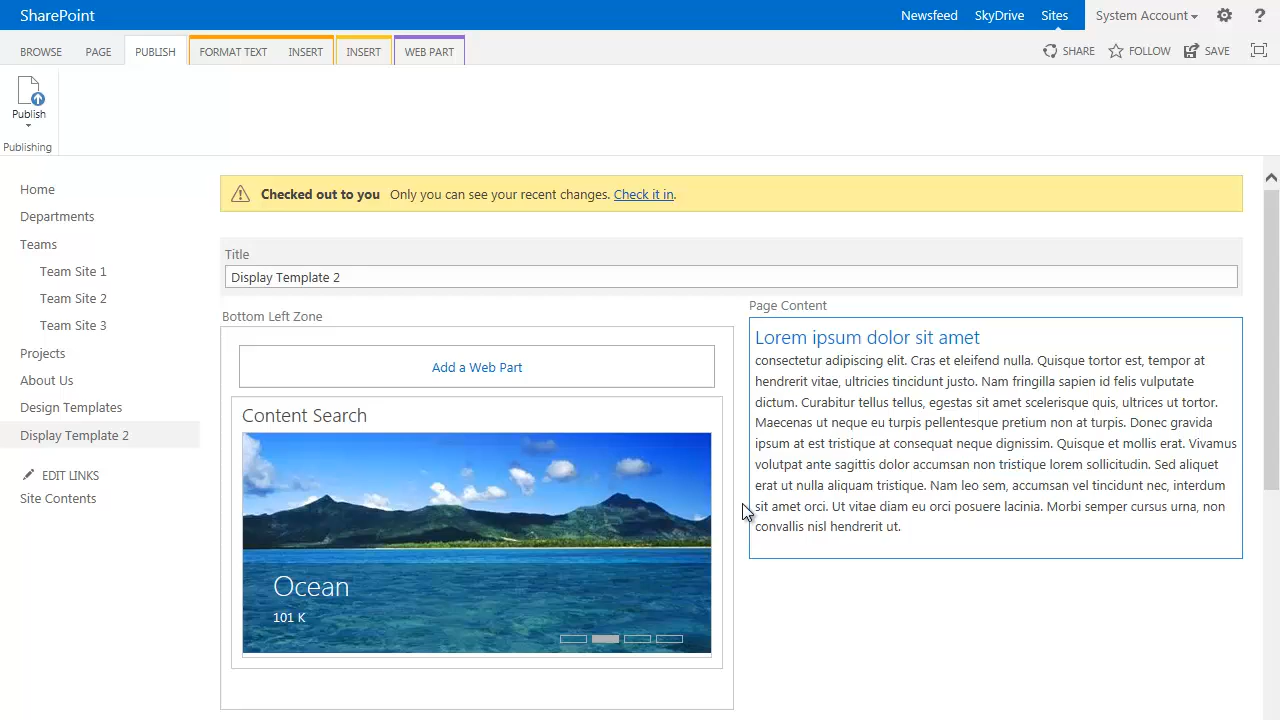 SharePoint
Newsfeed SkyDrive Sites System Account ?
BROWSE PAGE PUBLISH FORMAT TEXT INSERT INSERT WEB PART SHARE FOLLOW SAVE
Publish
Publishing
Home
Departments
Teams
Team Site 1
Team Site 2
Team Site 3
Projects
About Us
Design Templates
Display Template 2
EDIT LINKS
Site Contents
Checked out to you Only you can see your recent changes. Check it in.
Title
Display Template 2
Bottom Left Zone
Add a Web Part
Content Search
Ocean
101 K
Page Content
Lorem ipsum dolor sit amet
consectetur adipiscing elit. Cras et eleifend nulla. Quisque tortor est, tempor at
hendrerit vitae, ultricies tincidunt justo. Nam fringilla sapien id felis vulputate
dictum. Curabitur tellus tellus, egestas sit amet scelerisque quis, ultrices ut tortor.
Maecenas ut neque eu turpis pellentesque pretium non at turpis. Donec gravida
ipsum at est tristique at consequat neque dignissim. Quisque et mollis erat. Vivamus
volutpat ante sagittis dolor accumsan non tristique lorem sollicitudin. Sed aliquet
erat ut nulla aliquam tristique. Nam leo sem, accumsan vel tincidunt nec, interdum
sit amet orci. Ut vitae diam eu orci posuere lacinia. Morbi semper cursus urna, non
convallis nisl hendrerit ut.